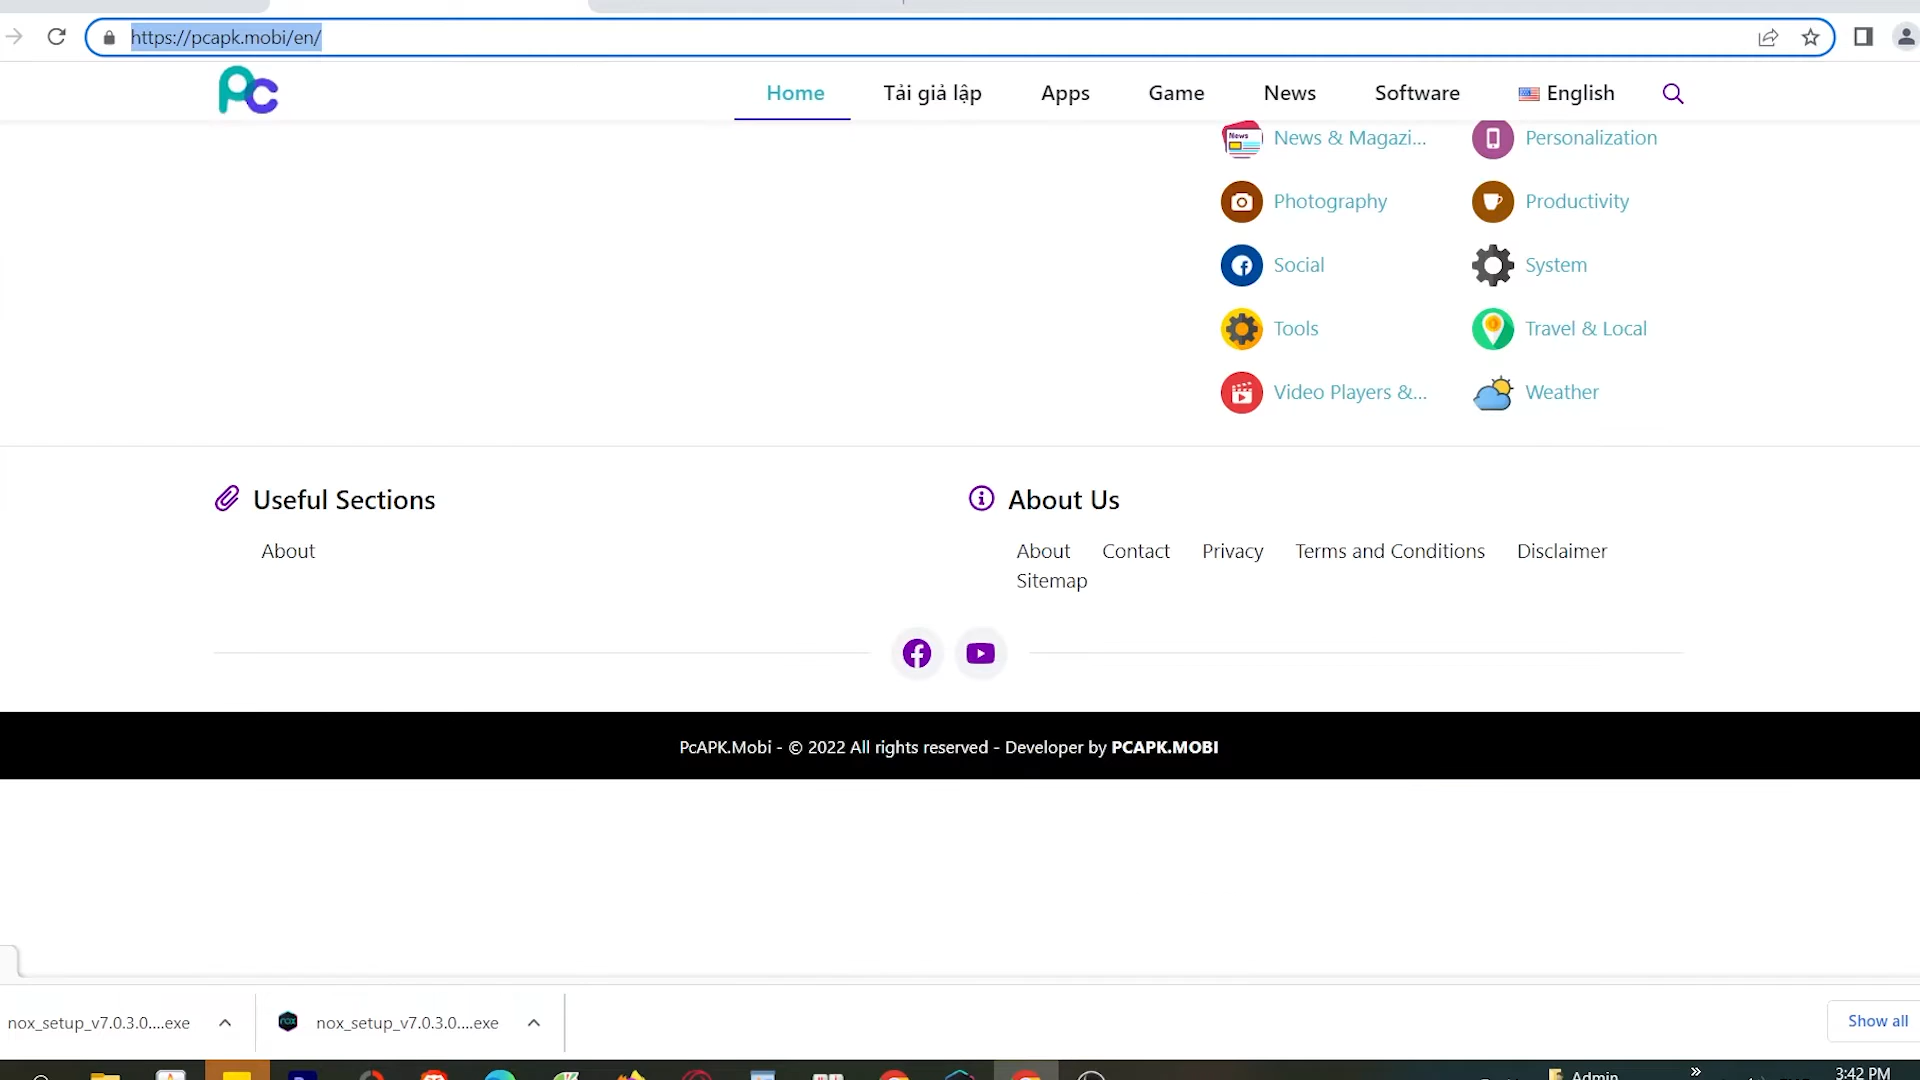 https://pcapk.mobi/en/
PC
Home Tải giả lập Apps Game News Software English
News & Magazi... Personalization
Photography Productivity
Social System
Tools Travel & Local
Video Players &... Weather
Useful Sections
About
About Us
About Contact Privacy Terms and Conditions Disclaimer
Sitemap
PcAPK.Mobi - © 2022 All rights reserved - Developer by PCAPK.MOBI
nox_setup_v7.0.3.0....exe nox_setup_v7.0.3.0....exe Show all
Admin 3:42 PM